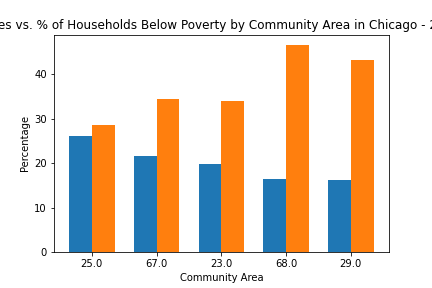 es vs. % of Households Below Poverty by Community Area in Chicago - 2
Percentage
40
30
20
10
0
25.0 67.0 23.0 68.0 29.0
Community Area